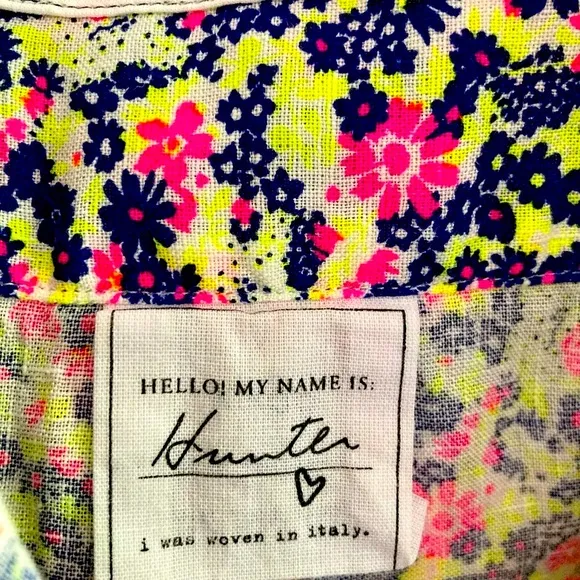 HELLO! MY NAME IS:
Hunter
i was woven in italy.